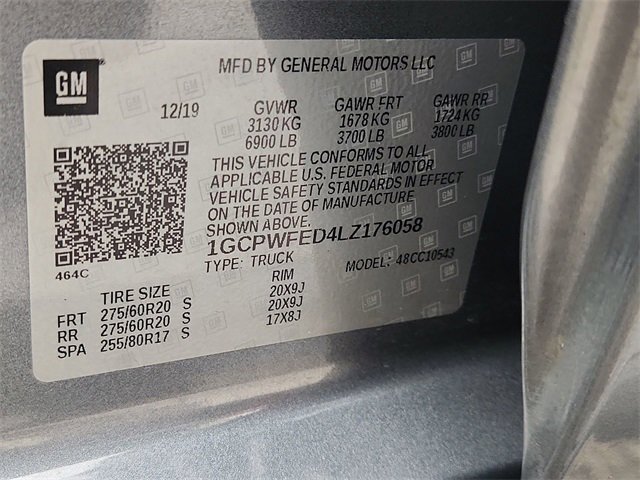 GM
MFD BY GENERAL MOTORS LLC
12/19 GVWR GAWR FRT GAWR RR
3130 KG 1678 KG 1724 KG
6900 LB 3700 LB 3800 LB
THIS VEHICLE CONFORMS TO ALL
APPLICABLE U.S. FEDERAL MOTOR
VEHICLE SAFETY STANDARDS IN EFFECT
ON THE DATE OF MANUFACTURE
SHOWN ABOVE.
1GCPWFED4LZ176058
464C
TYPE: TRUCK MODEL: 48CC10543
TIRE SIZE RIM
FRT 275/60R20 S 20X9J
RR 275/60R20 S 20X9J
SPA 255/80R17 S 17X8J